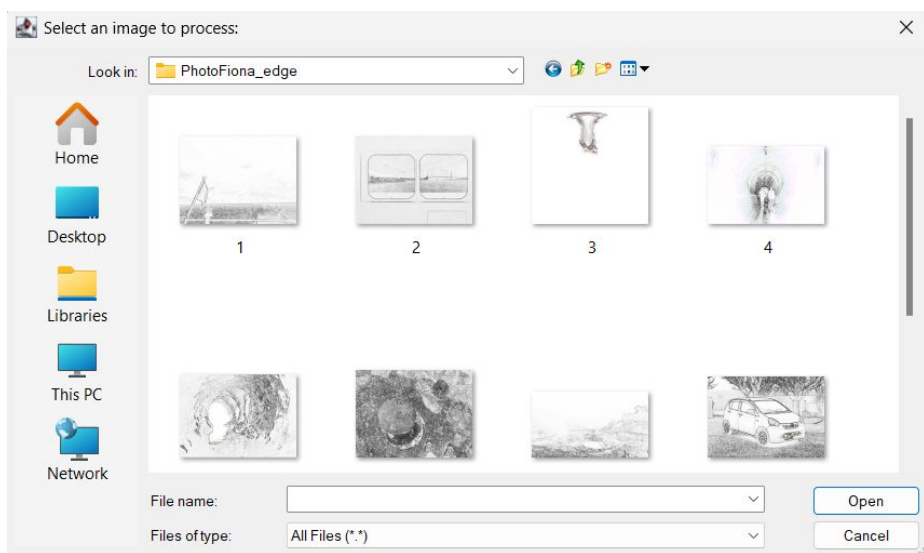 Select an image to process:
Look in:
PhotoFiona_edge
Home
Desktop
Libraries
This PC
Network
1
2
3
4
File name:
Open
Files of type:
All Files (*.*)
Cancel